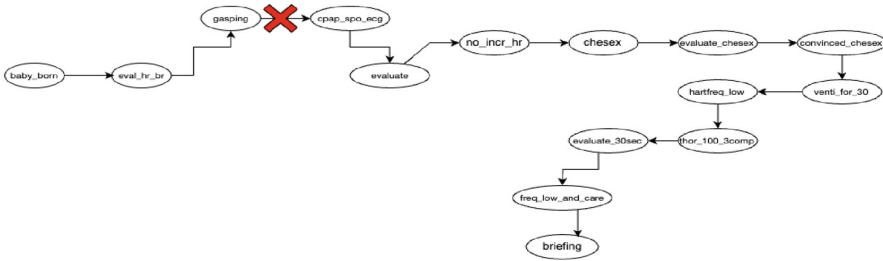 baby_born
eval_hr_br
gasping
cpap_spo_ecg
evaluate
no_incr_hr
chesex
evaluate_chesex
convinced_chesex
venti_for_30
hartfreq_low
thor_100_3comp
evaluate_30sec
freq_low_and_care
briefing